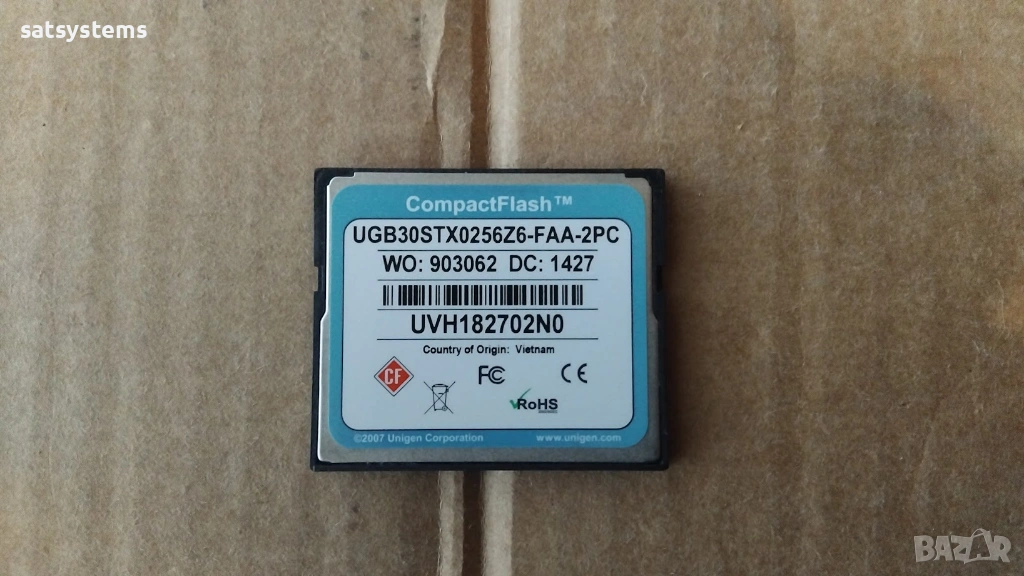 satsystems
CompactFlash™
UGB30STX0256Z6-FAA-2PC
WO: 903062 DC: 1427
UVH182702N0
Country of Origin: Vietnam
CF
FC
CE
RoHS
©2007 Unigen Corporation www.unigen.com
BAZAR